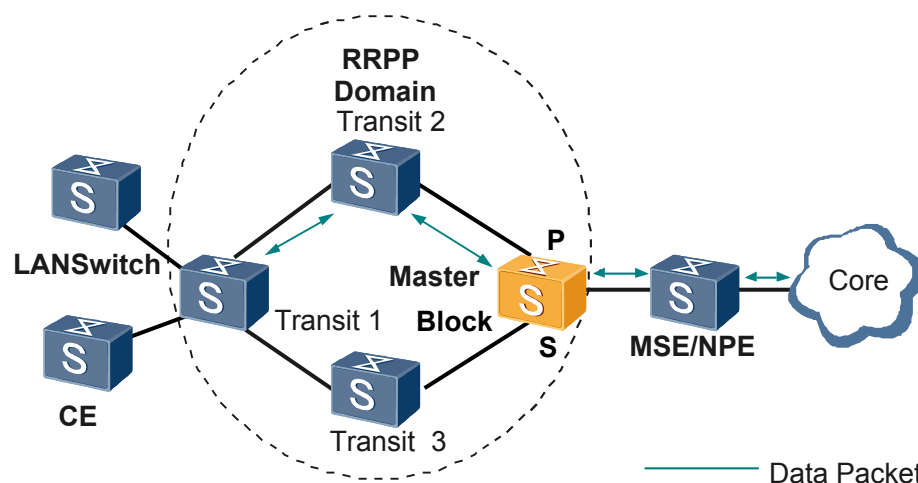 RRPP
Domain
Transit 2
S
S
LANSwitch
P
Master
S
Transit 1
S
S
Core
Block
S
MSE/NPE
S
CE
S
Transit 3
Data Packet